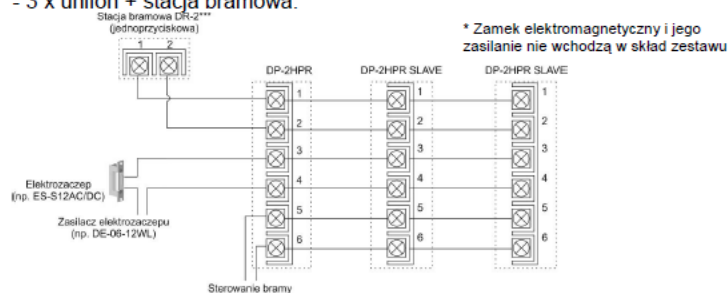 - 3 x unifon + stacja bramowa:
Stacja bramowa DR-2***
(jednoprzyciskowa)
* Zamek elektromagnetyczny i jego
zasilanie nie wchodzą w skład zestawu
1 2
DP-2HPR
DP-2HPR SLAVE
DP-2HPR SLAVE
1 1 1
2 2 2
3 3 3
4 4 4
5 5 5
6 6 6
Elektrozaczep
(np. ES-S12AC/DC)
Zasilacz elektrozaczepu
(np. DE-06-12WL)
Sterowanie bramy